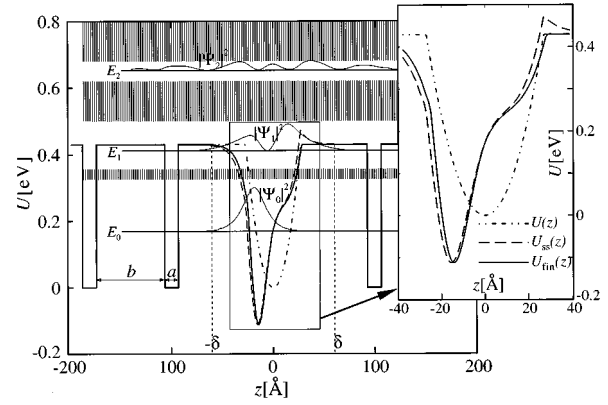 0.8
0.6
0.4
0.2
0
-0.2
U[eV]
-200
-100
0
100
200
z[Å]
E₂
|Ψ₂|²
E₁
|Ψ₁|²
E₀
|Ψ₀|²
b
a
-δ
δ
0.4
0.2
0
-0.2
U[eV]
-40
-20
0
20
40
z[Å]
U(z)
Uss(z)
Ufin(z)